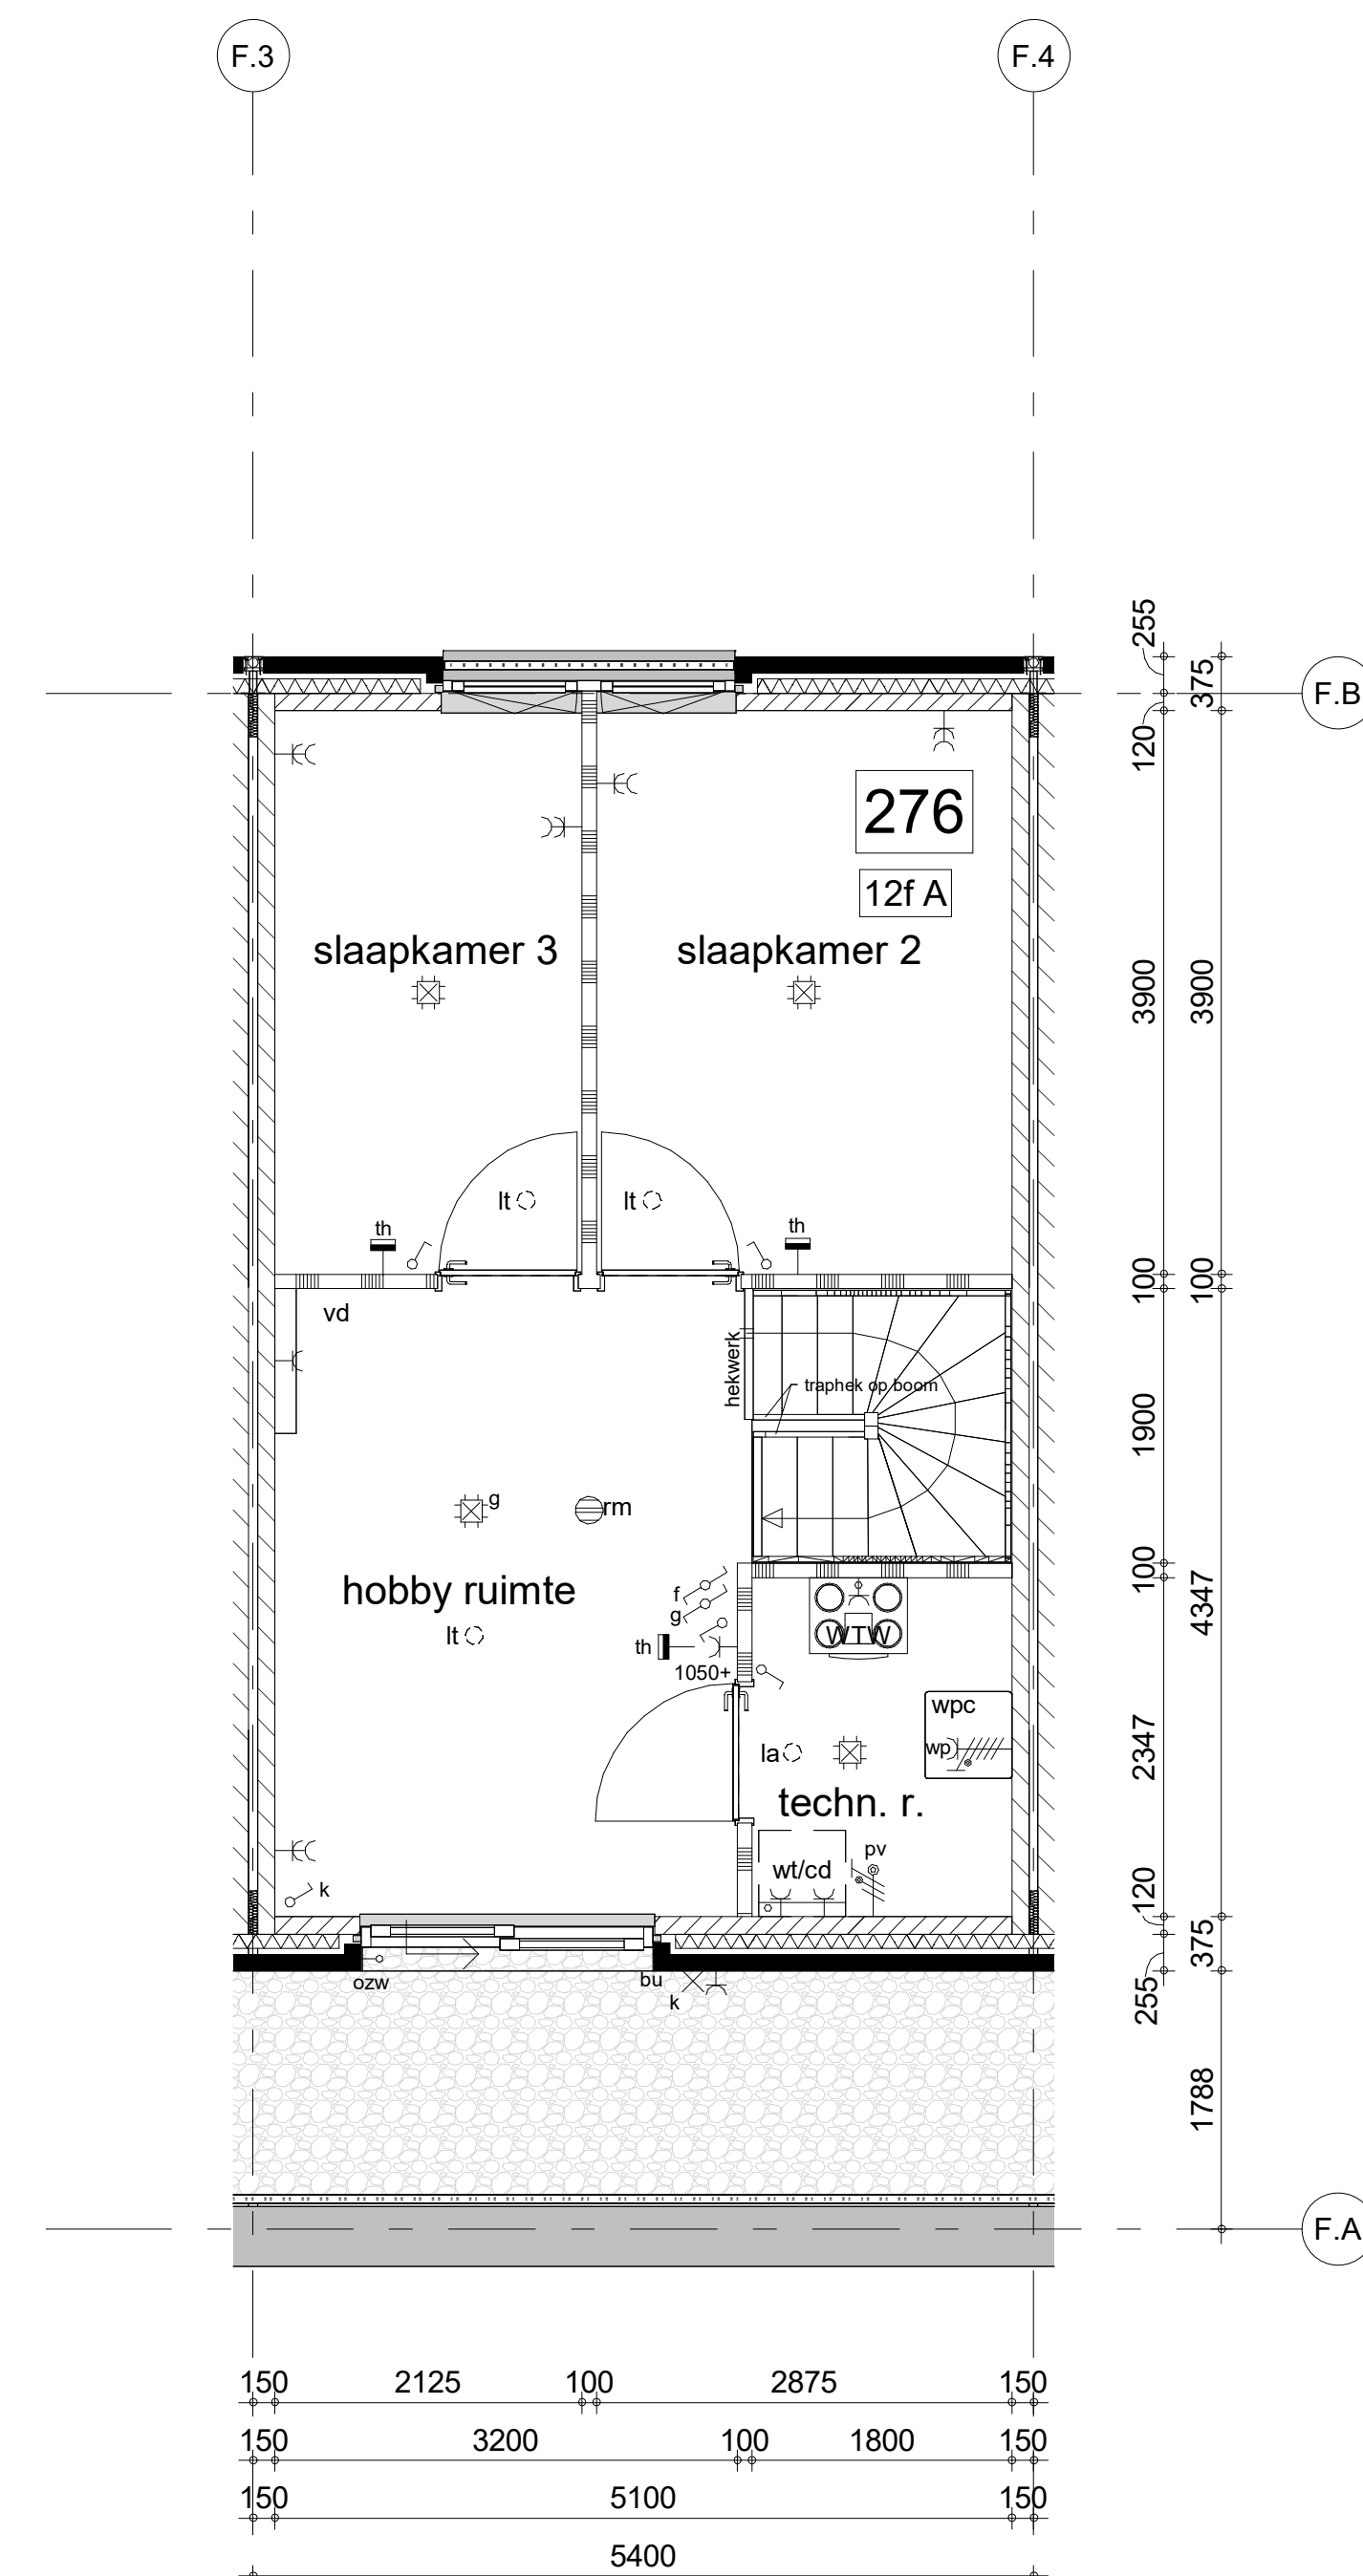 F.3 F.4
255
375
F.B
120
276
12f A
slaapkamer 3 slaapkamer 2
3900 3900
lt lt
th th
100 100
vd
hekwerk
traphek op boom
1900
g rm
100
f
hobby ruimte
g
4347
lt
th
WTW
1050+
wpc
wp
la
2347
techn. r.
pv
wt/cd
k
120
375
ozw bu
k
255
1788
F.A
150 2125 100 2875 150
150 3200 100 1800 150
150 5100 150
5400